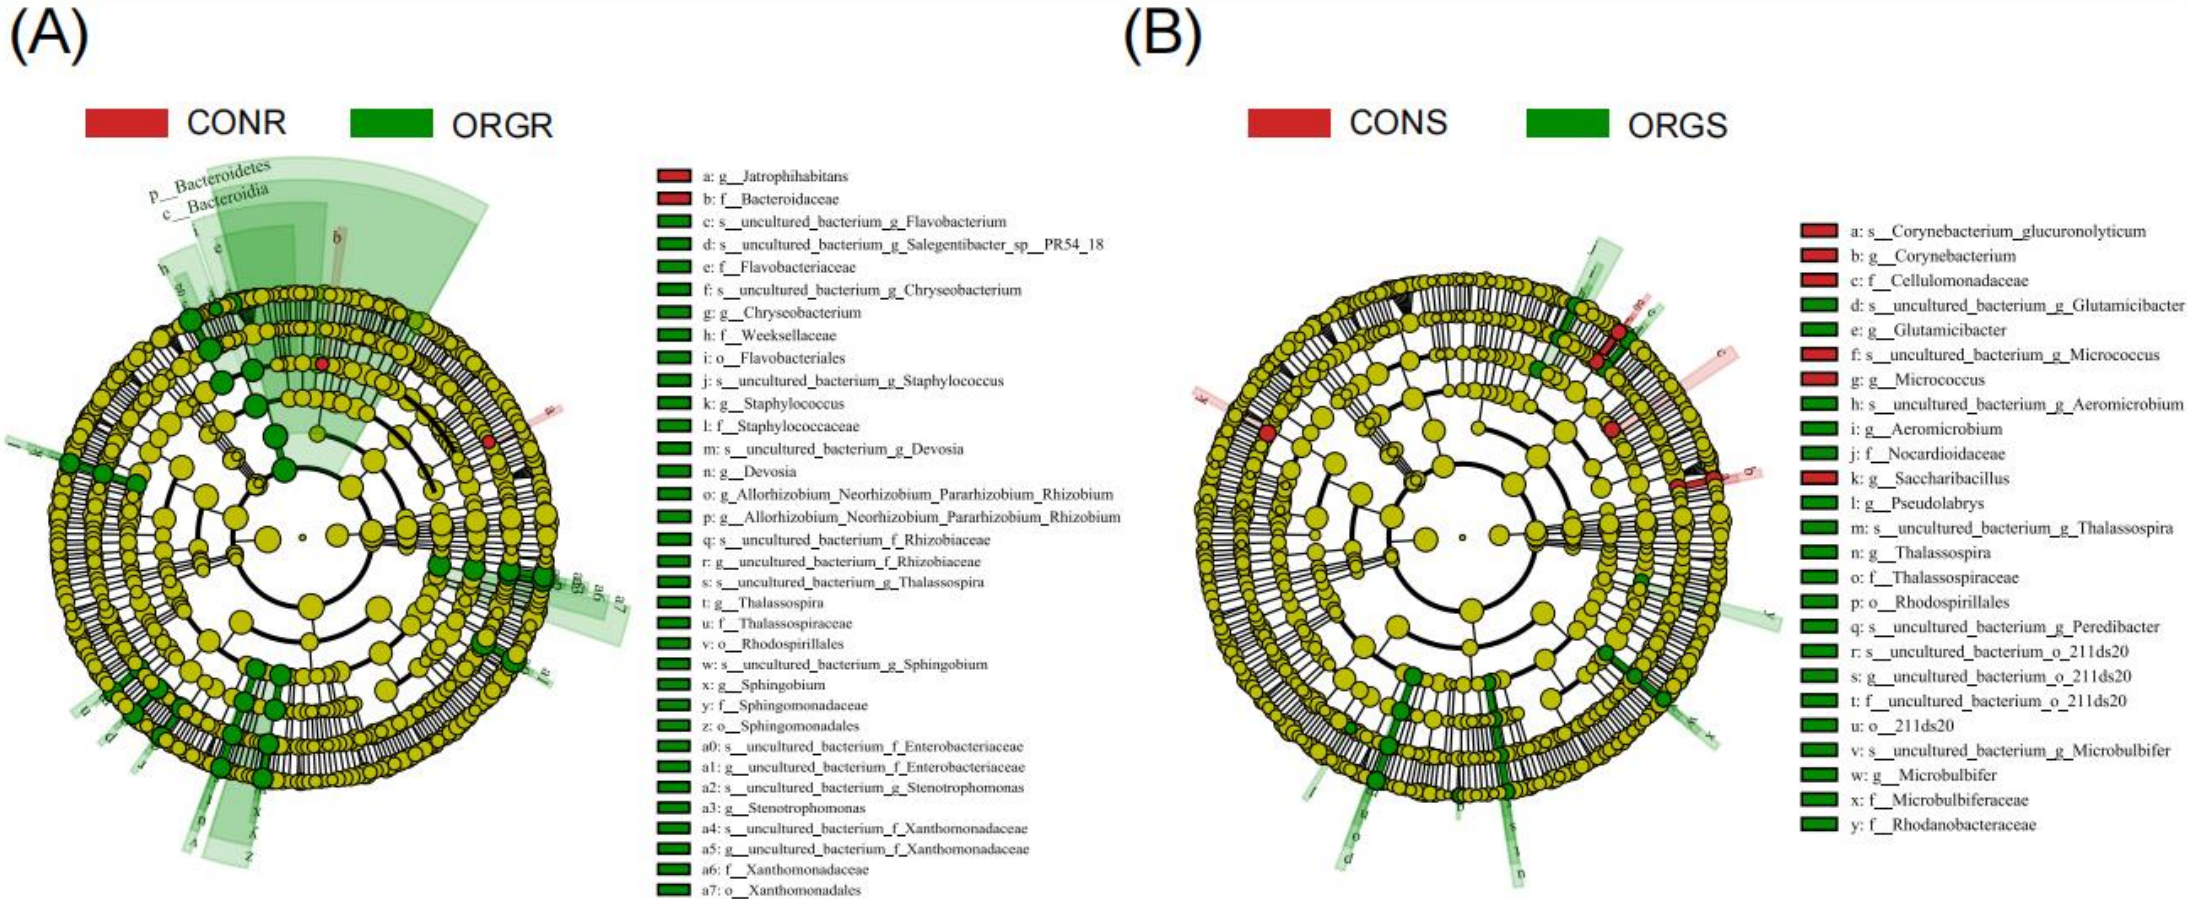 (A)
(B)
CONR
ORGR
CONS
ORGS
p__Bacteroidetes
c__Bacteroidia
a: g__Jatrophihabitans
b: f__Bacteroidaceae
c: s__uncultured_bacterium_g_Flavobacterium
d: s__uncultured_bacterium_g_Salegentibacter_sp__PR54_18
e: f__Flavobacteriaceae
f: s__uncultured_bacterium_g_Chryseobacterium
g: g__Chryseobacterium
h: f__Weeksellaceae
i: o__Flavobacteriales
j: s__uncultured_bacterium_g_Staphylococcus
k: g__Staphylococcus
l: f__Staphylococcaceae
m: s__uncultured_bacterium_g_Devosia
n: g__Devosia
o: g_Allorhizobium_Neorhizobium_Pararhizobium_Rhizobium
p: g__Allorhizobium_Neorhizobium_Pararhizobium_Rhizobium
q: s__uncultured_bacterium_f_Rhizobiaceae
r: g__uncultured_bacterium_f_Rhizobiaceae
s: s__uncultured_bacterium_g_Thalassospira
t: g__Thalassospira
u: f__Thalassospiraceae
v: o__Rhodospirillales
w: s__uncultured_bacterium_g_Sphingobium
x: g__Sphingobium
y: f__Sphingomonadaceae
z: o__Sphingomonadales
a0: s__uncultured_bacterium_f_Enterobacteriaceae
a1: g__uncultured_bacterium_f_Enterobacteriaceae
a2: s__uncultured_bacterium_g_Stenotrophomonas
a3: g__Stenotrophomonas
a4: s__uncultured_bacterium_f_Xanthomonadaceae
a5: g__uncultured_bacterium_f_Xanthomonadaceae
a6: f__Xanthomonadaceae
a7: o__Xanthomonadales
a: s__Corynebacterium_glucuronolyticum
b: g__Corynebacterium
c: f__Cellulomonadaceae
d: s__uncultured_bacterium_g_Glutamicibacter
e: g__Glutamicibacter
f: s__uncultured_bacterium_g_Micrococcus
g: g__Micrococcus
h: s__uncultured_bacterium_g_Aeromicrobium
i: g__Aeromicrobium
j: f__Nocardioidaceae
k: g__Saccharibacillus
l: g__Pseudolabrys
m: s__uncultured_bacterium_g_Thalassospira
n: g__Thalassospira
o: f__Thalassospiraceae
p: o__Rhodospirillales
q: s__uncultured_bacterium_g_Peredibacter
r: s__uncultured_bacterium_o_211ds20
s: g__uncultured_bacterium_o_211ds20
t: f__uncultured_bacterium_o_211ds20
u: o__211ds20
v: s__uncultured_bacterium_g_Microbulbifer
w: g__Microbulbifer
x: f__Microbulbiferaceae
y: f__Rhodanobacteraceae